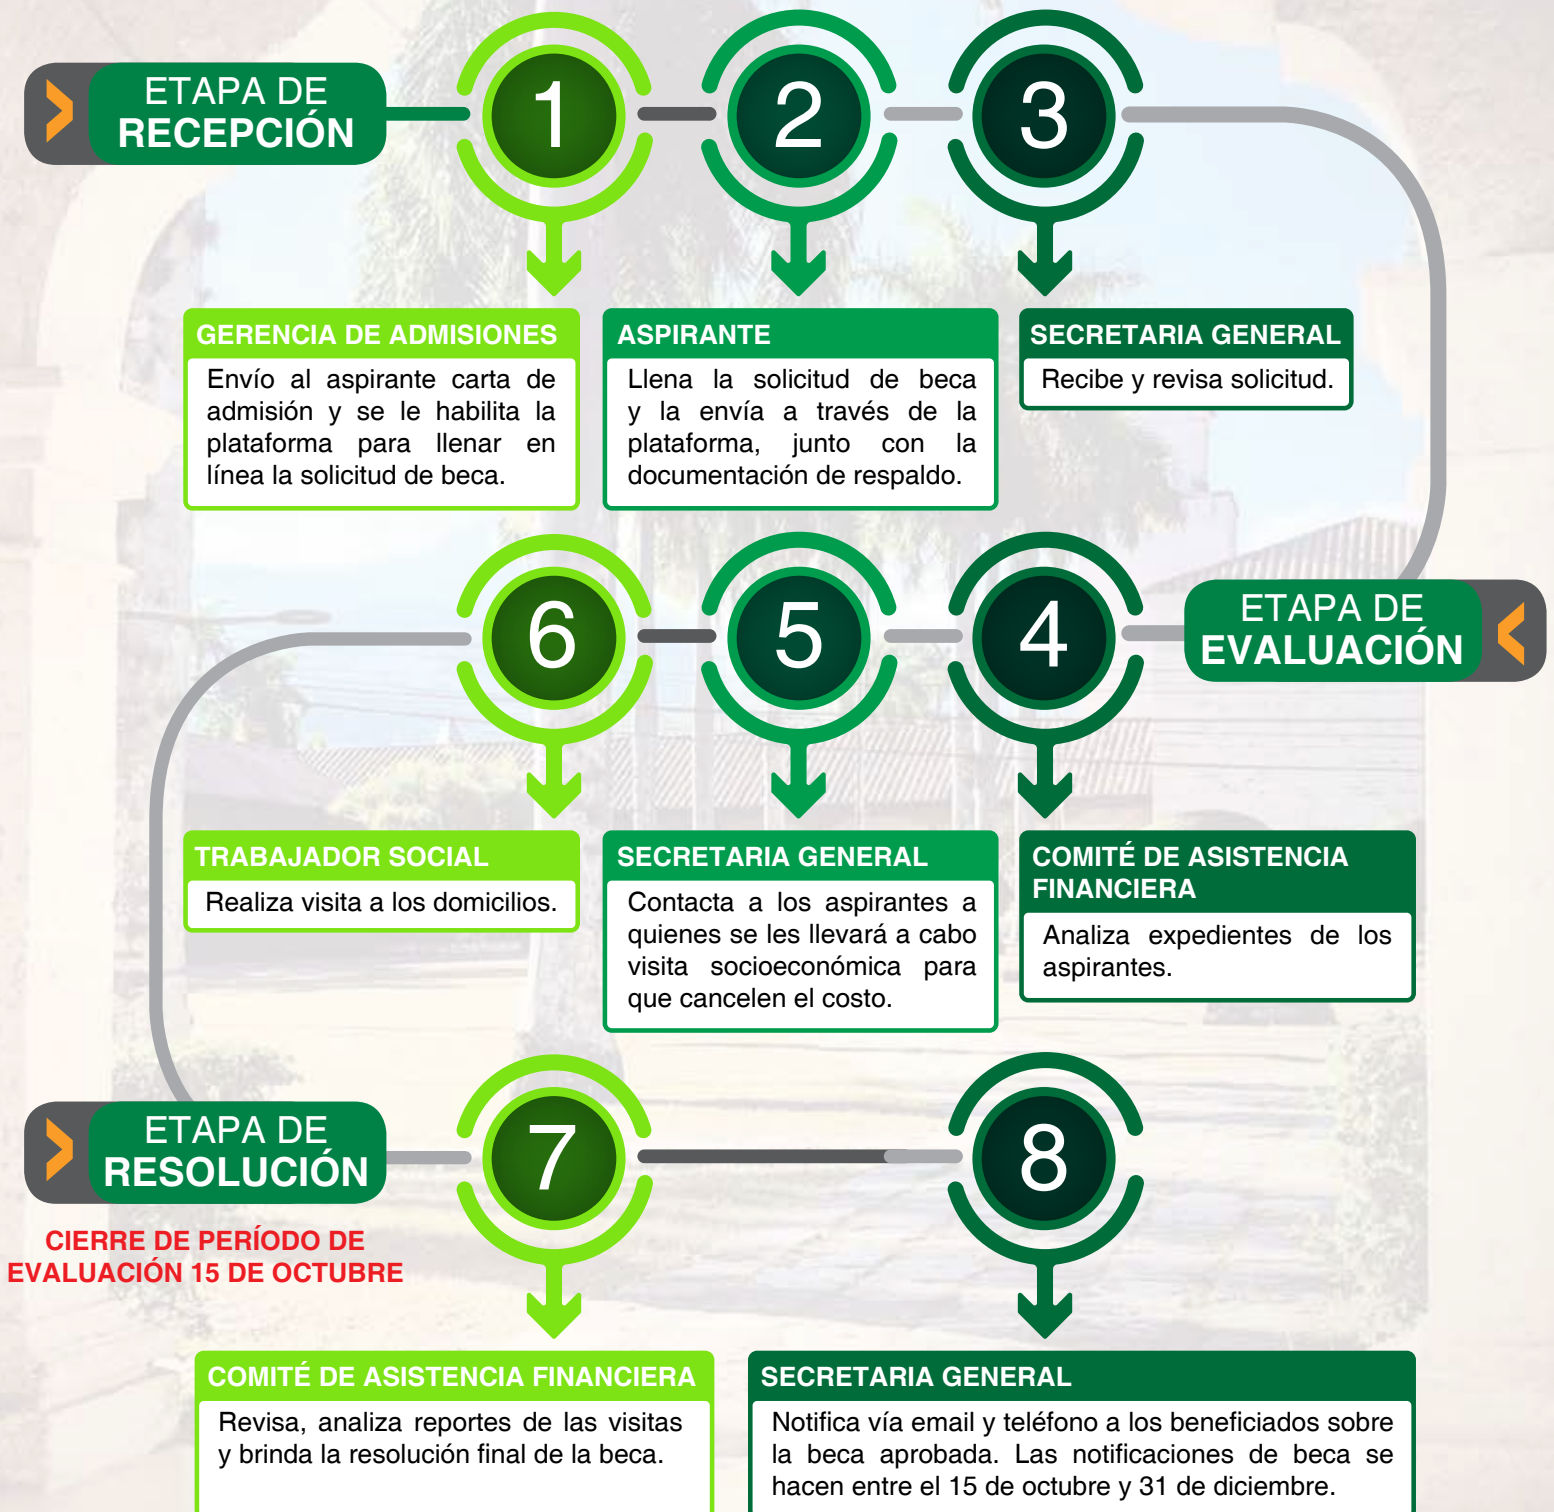 ETAPA DE
RECEPCIÓN
1
2
3
GERENCIA DE ADMISIONES
Envío al aspirante carta de
admisión y se le habilita la
plataforma para llenar en
línea la solicitud de beca.
ASPIRANTE
Llena la solicitud de beca
y la envía a través de la
plataforma, junto con la
documentación de respaldo.
SECRETARIA GENERAL
Recibe y revisa solicitud.
ETAPA DE
EVALUACIÓN
4
5
6
COMITÉ DE ASISTENCIA
FINANCIERA
Analiza expedientes de los
aspirantes.
SECRETARIA GENERAL
Contacta a los aspirantes a
quienes se les llevará a cabo
visita socioeconómica para
que cancelen el costo.
TRABAJADOR SOCIAL
Realiza visita a los domicilios.
ETAPA DE
RESOLUCIÓN
CIERRE DE PERÍODO DE
EVALUACIÓN 15 DE OCTUBRE
7
8
COMITÉ DE ASISTENCIA FINANCIERA
Revisa, analiza reportes de las visitas
y brinda la resolución final de la beca.
SECRETARIA GENERAL
Notifica vía email y teléfono a los beneficiados sobre
la beca aprobada. Las notificaciones de beca se
hacen entre el 15 de octubre y 31 de diciembre.